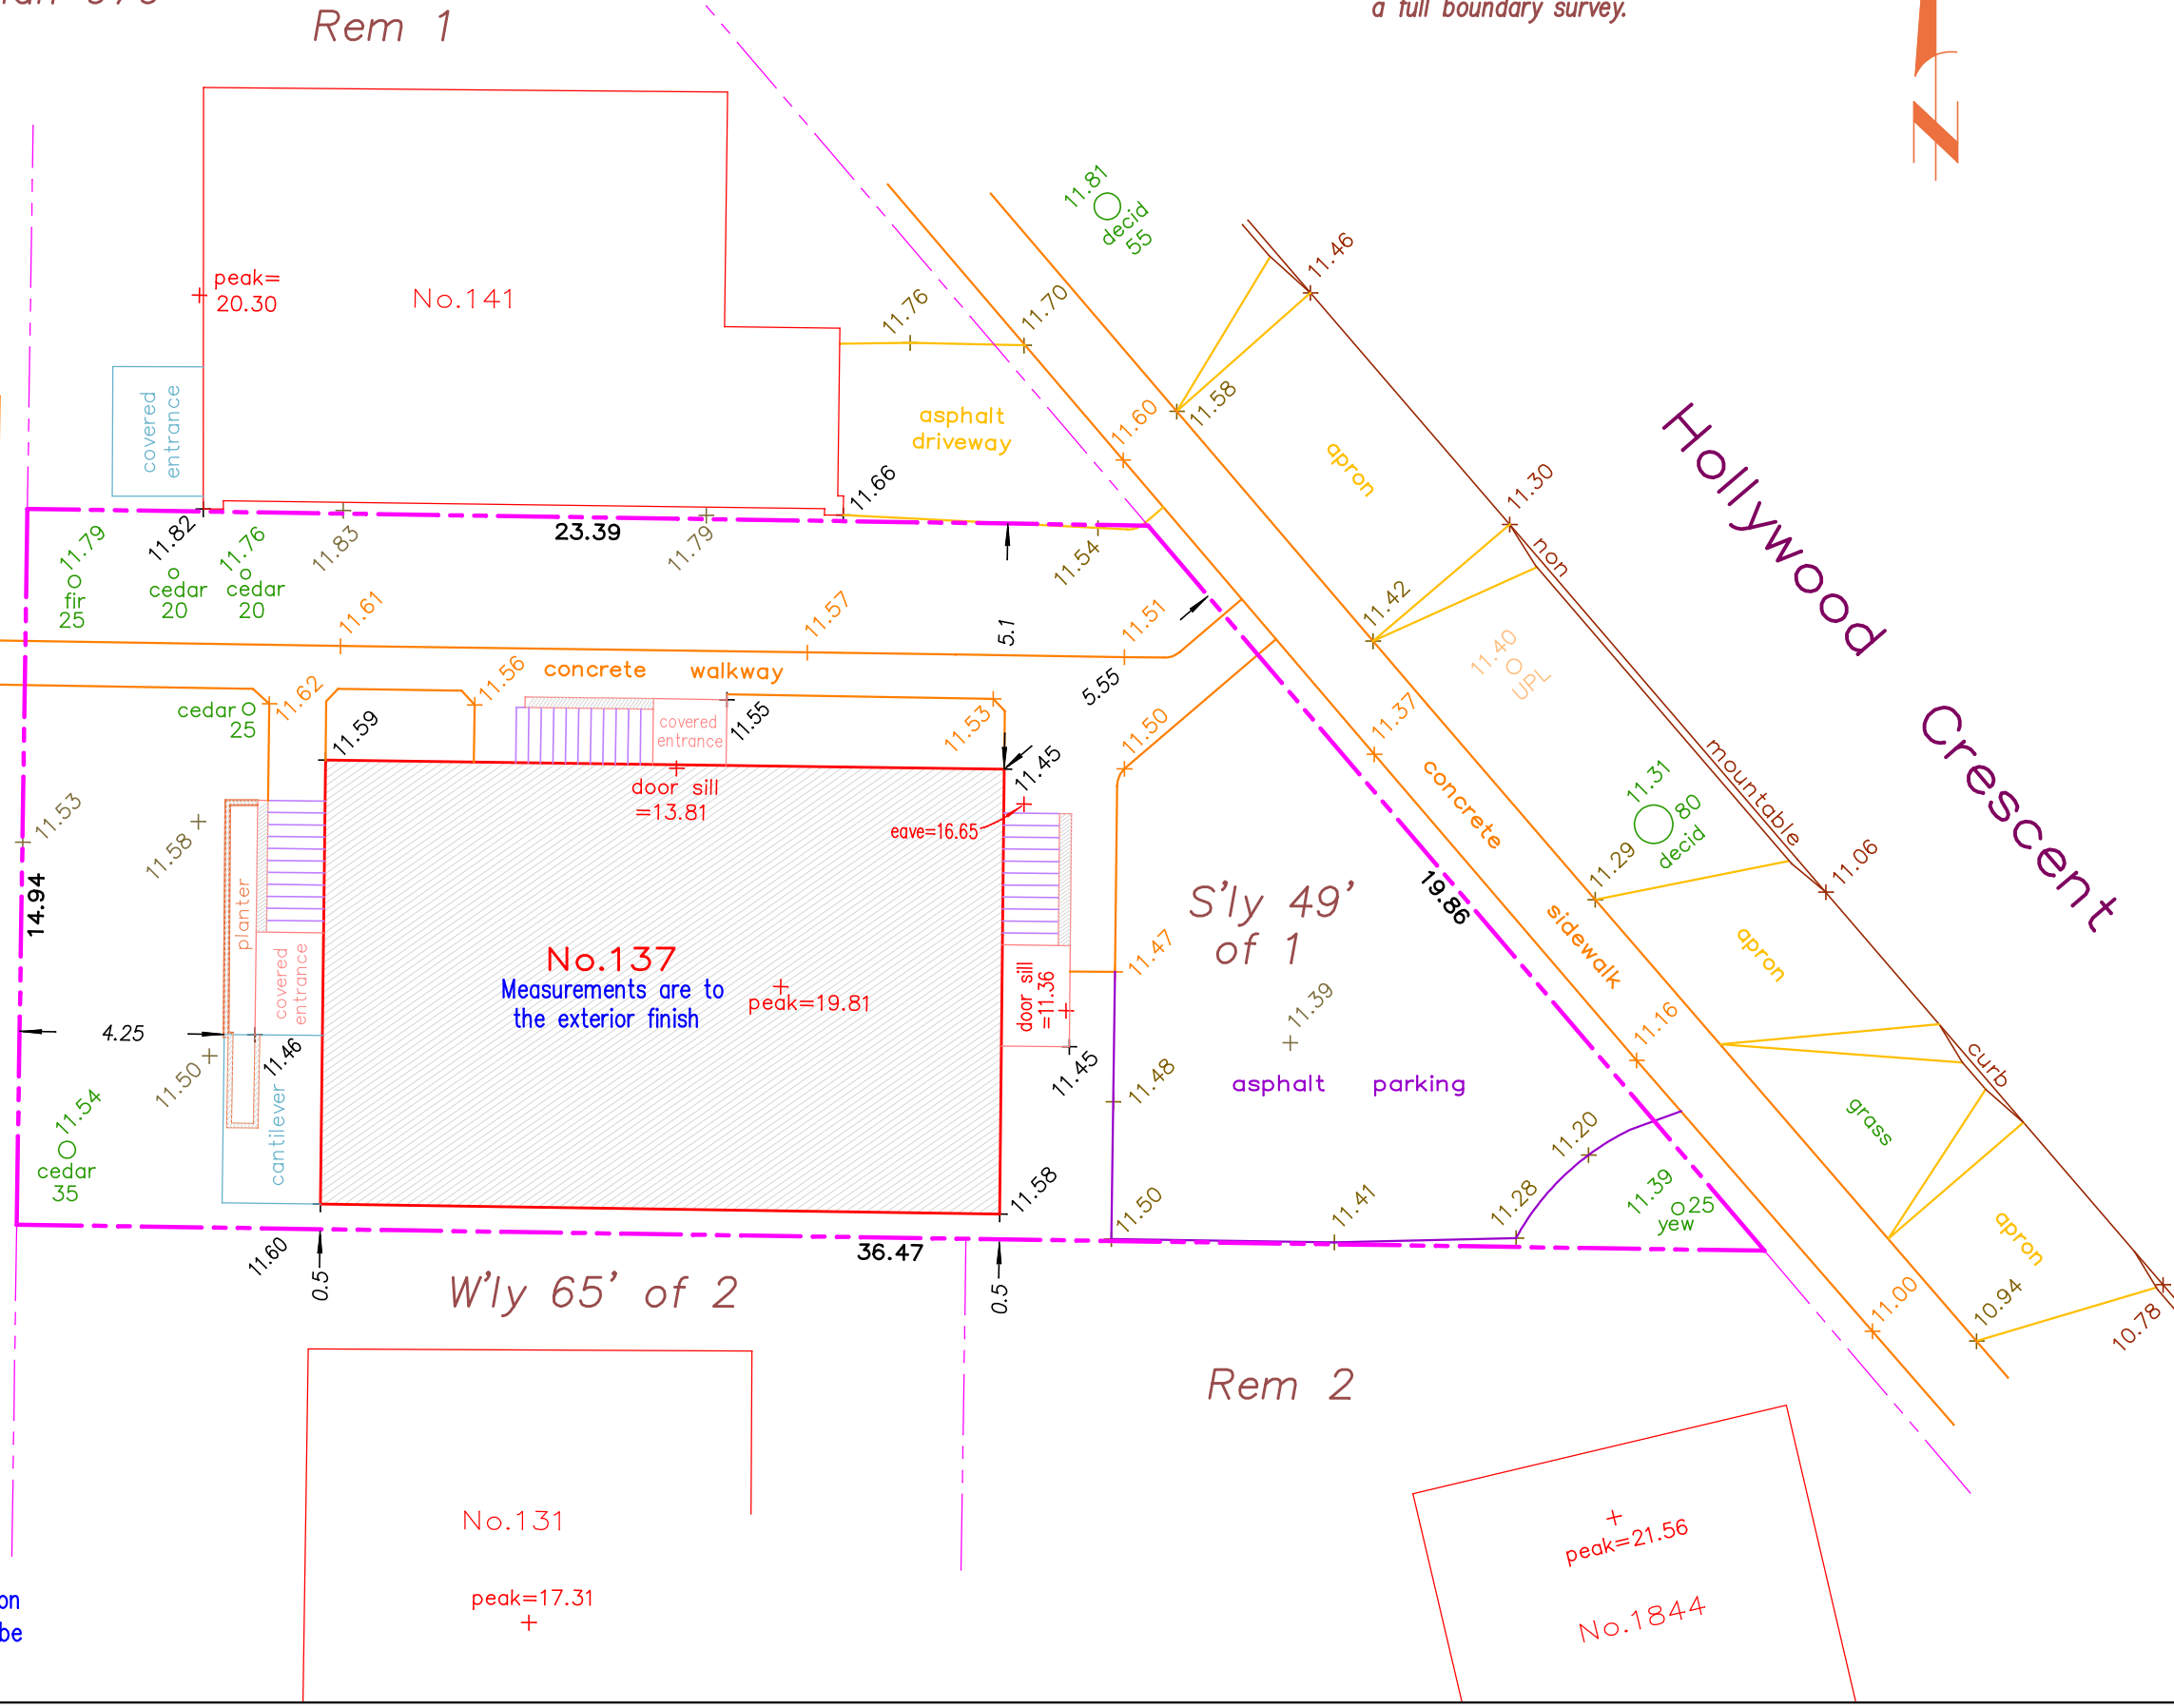 Rem 1
a full boundary survey.
N
peak=
20.30
No.141
covered
entrance
11.81
decid
55
11.46
11.76
11.70
11.58
11.60
asphalt
driveway
apron
Hollywood
Crescent
11.30
non
mountable
curb
11.66
11.82
11.83
23.39
11.79
11.54
11.79
fir
25
cedar
20
11.76
cedar
20
11.61
11.57
11.51
5.1
5.55
11.42
11.40
UPL
concrete walkway
11.62
11.56
cedar
25
11.59
covered
entrance
11.55
11.53
11.50
11.45
11.37
door sill
=13.81
eave=16.65
11.31
80
decid
11.29
11.06
concrete
sidewalk
11.53
11.58
14.94
planter
covered
entrance
No.137
Measurements are to
the exterior finish
peak=19.81
door sill
=11.36
S'ly 49'
of 1
19.86
11.47
11.39
apron
11.16
4.25
11.46
11.50
cantilever
11.45
11.48
asphalt parking
grass
11.54
cedar
35
11.58
11.50
11.41
11.28
11.20
11.39
25
yew
apron
11.60
0.5
W'ly 65' of 2
36.47
0.5
11.00
10.94
10.78
Rem 2
No.131
peak=17.31
peak=21.56
No.1844
on
be